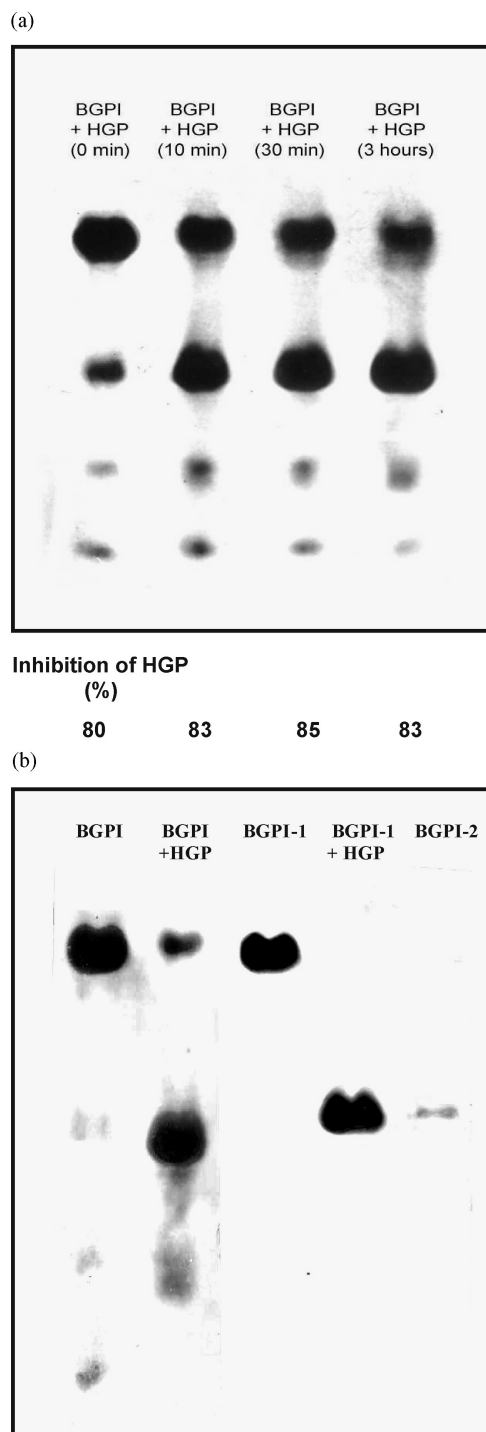 (a)
BGPI BGPI BGPI BGPI
+ HGP + HGP + HGP + HGP
(0 min) (10 min) (30 min) (3 hours)
Inhibition of HGP
(%)
80 83 85 83
(b)
BGPI BGPI BGPI-1 BGPI-1 BGPI-2
+HGP + HGP